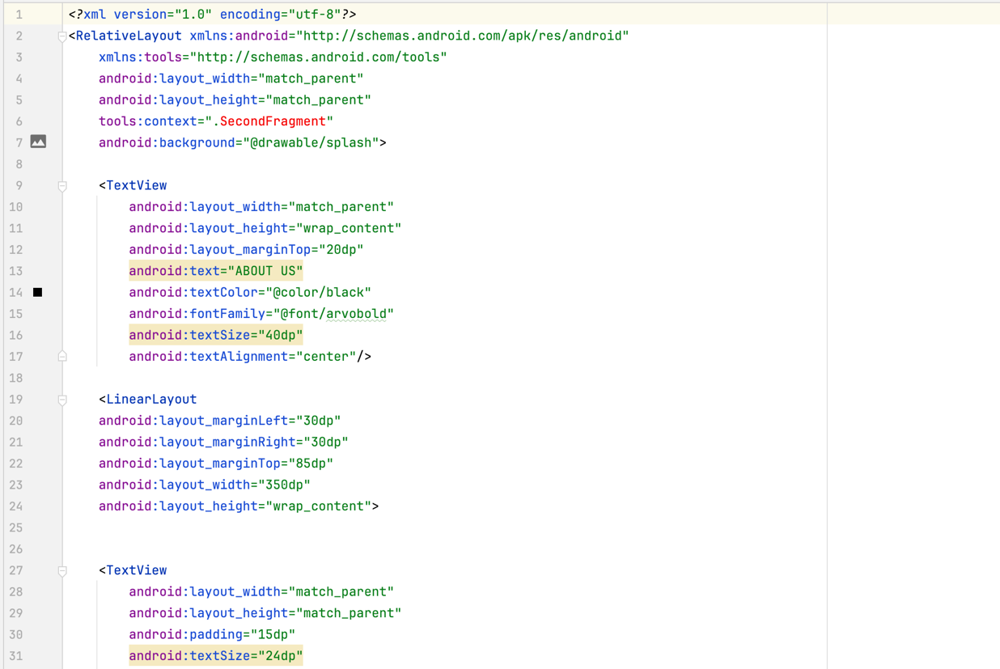 1 <?xml version="1.0" encoding="utf-8"?>
2 <RelativeLayout xmlns:android="http://schemas.android.com/apk/res/android"
3     xmlns:tools="http://schemas.android.com/tools"
4     android:layout_width="match_parent"
5     android:layout_height="match_parent"
6     tools:context=".SecondFragment"
7     android:background="@drawable/splash">
8
9     <TextView
10         android:layout_width="match_parent"
11         android:layout_height="wrap_content"
12         android:layout_marginTop="20dp"
13         android:text="ABOUT US"
14         android:textColor="@color/black"
15         android:fontFamily="@font/arvobold"
16         android:textSize="40dp"
17         android:textAlignment="center"/>
18
19     <LinearLayout
20     android:layout_marginLeft="30dp"
21     android:layout_marginRight="30dp"
22     android:layout_marginTop="85dp"
23     android:layout_width="350dp"
24     android:layout_height="wrap_content">
25
26
27     <TextView
28         android:layout_width="match_parent"
29         android:layout_height="match_parent"
30         android:padding="15dp"
31         android:textSize="24dp"